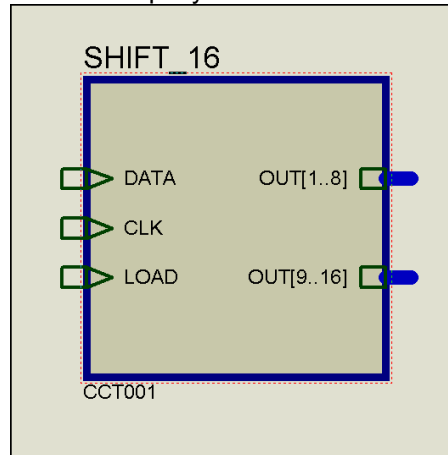 SHIFT_16
DATA OUT[1..8]
CLK
LOAD OUT[9..16]
CCT001